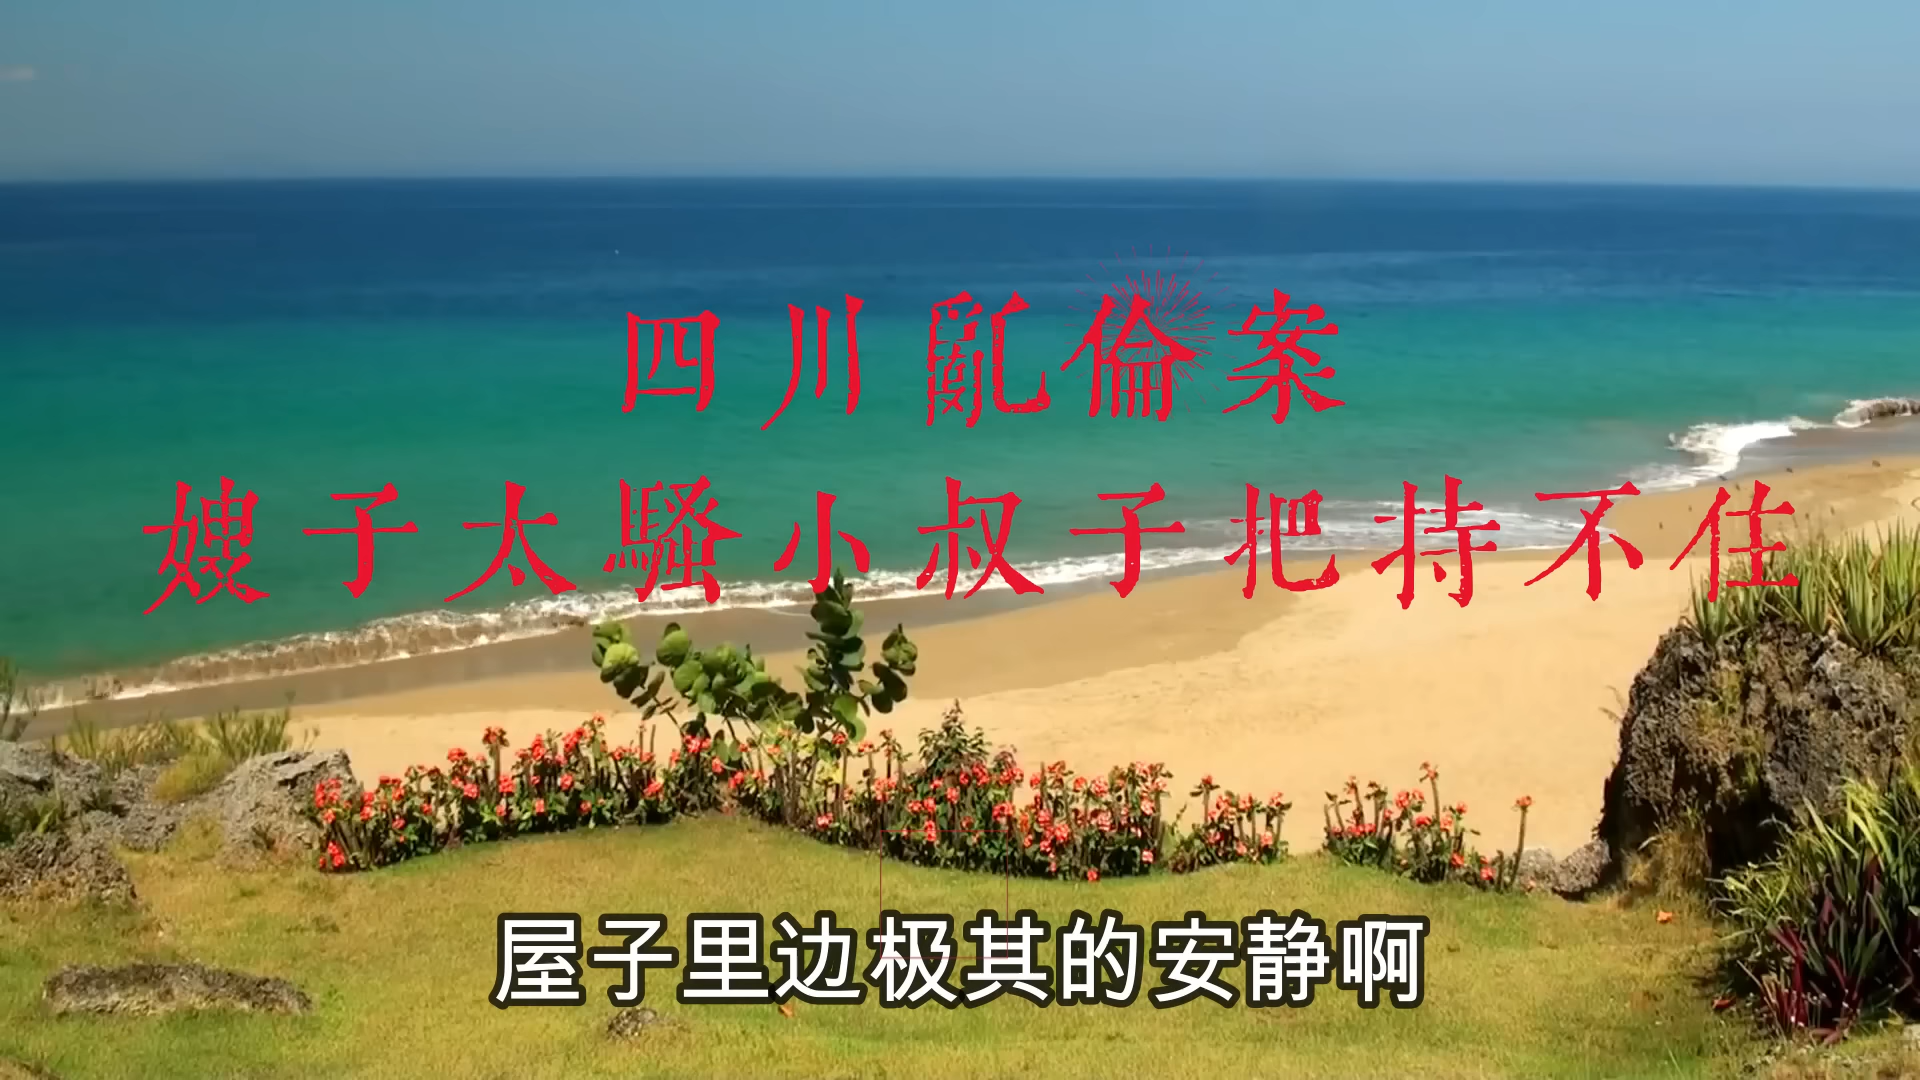 四川亂倫案
嫂子太騷小叔子把持不住
屋子里边极其的安静啊